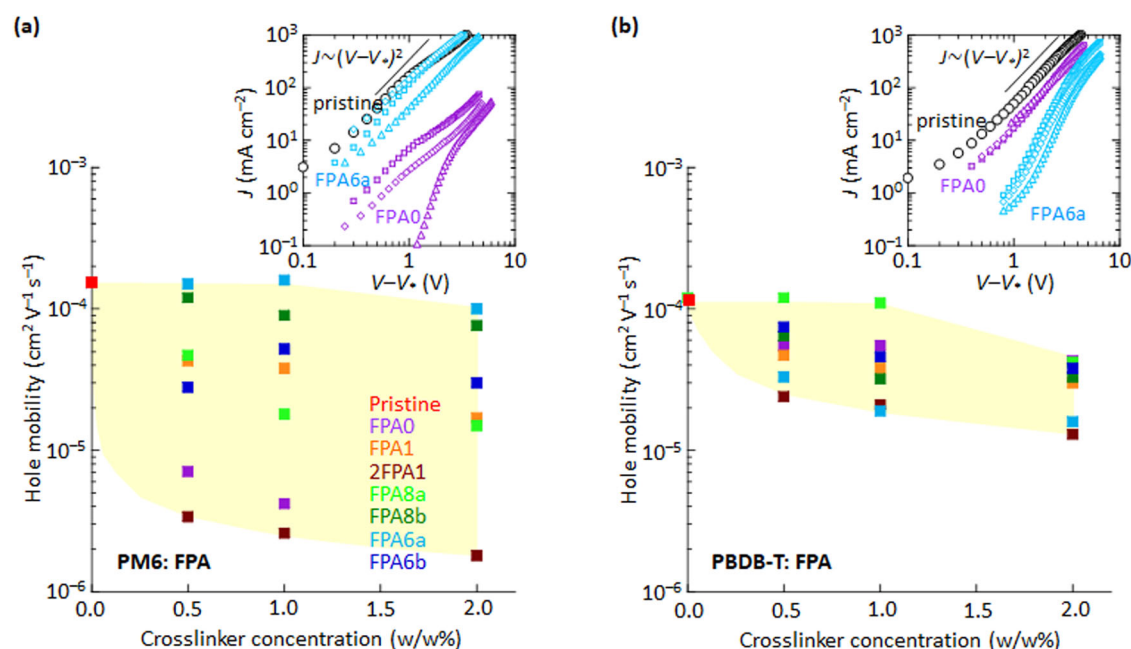 (a)
10³
10²
10¹
10⁰
10⁻¹
J (mA cm⁻²)
J~(V–V*)²
pristine
FPA6a
FPA0
0.1
1
10
V–V* (V)
10⁻³
10⁻⁴
10⁻⁵
10⁻⁶
Hole mobility (cm² V⁻¹ s⁻¹)
Pristine
FPA0
FPA1
2FPA1
FPA8a
FPA8b
FPA6a
FPA6b
PM6: FPA
0.0
0.5
1.0
1.5
2.0
Crosslinker concentration (w/w%)
(b)
10³
10²
10¹
10⁰
10⁻¹
J (mA cm⁻²)
J~(V–V*)²
pristine
FPA0
FPA6a
0.1
1
10
V–V* (V)
10⁻³
10⁻⁴
10⁻⁵
10⁻⁶
Hole mobility (cm² V⁻¹ s⁻¹)
PBDB-T: FPA
0.0
0.5
1.0
1.5
2.0
Crosslinker concentration (w/w%)